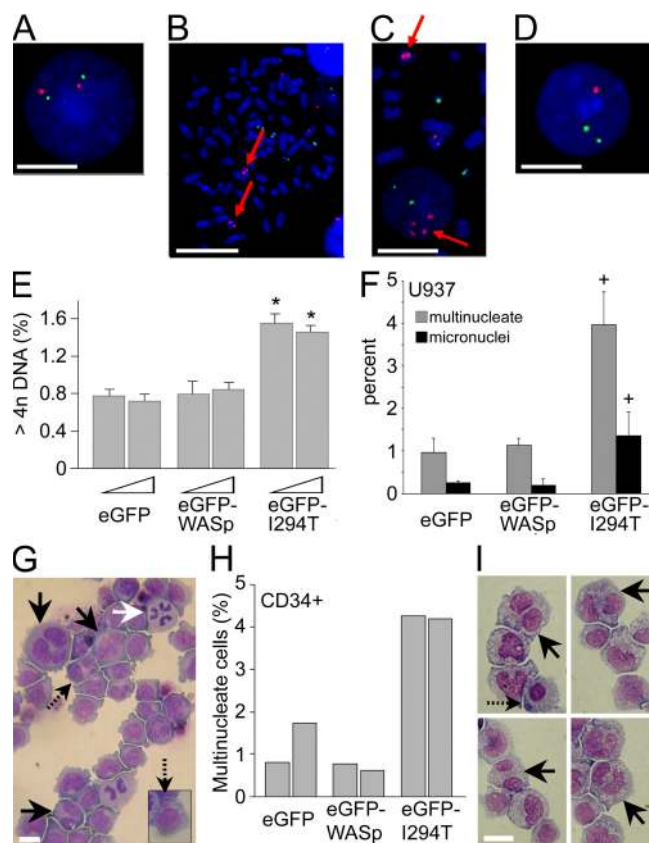 A
B
C
D
E
> 4n DNA (%)
1.6
1.2
0.8
0.4
0
*
*
eGFP
eGFP-
WASp
eGFP-
I294T
F
percent
5
4
3
2
1
0
U937
multinucleate
micronuclei
+
+
eGFP
eGFP-
WASp
eGFP-
I294T
G
H
Multinucleate cells (%)
5
4
3
2
1
0
CD34+
eGFP
eGFP-
WASp
eGFP-
I294T
I